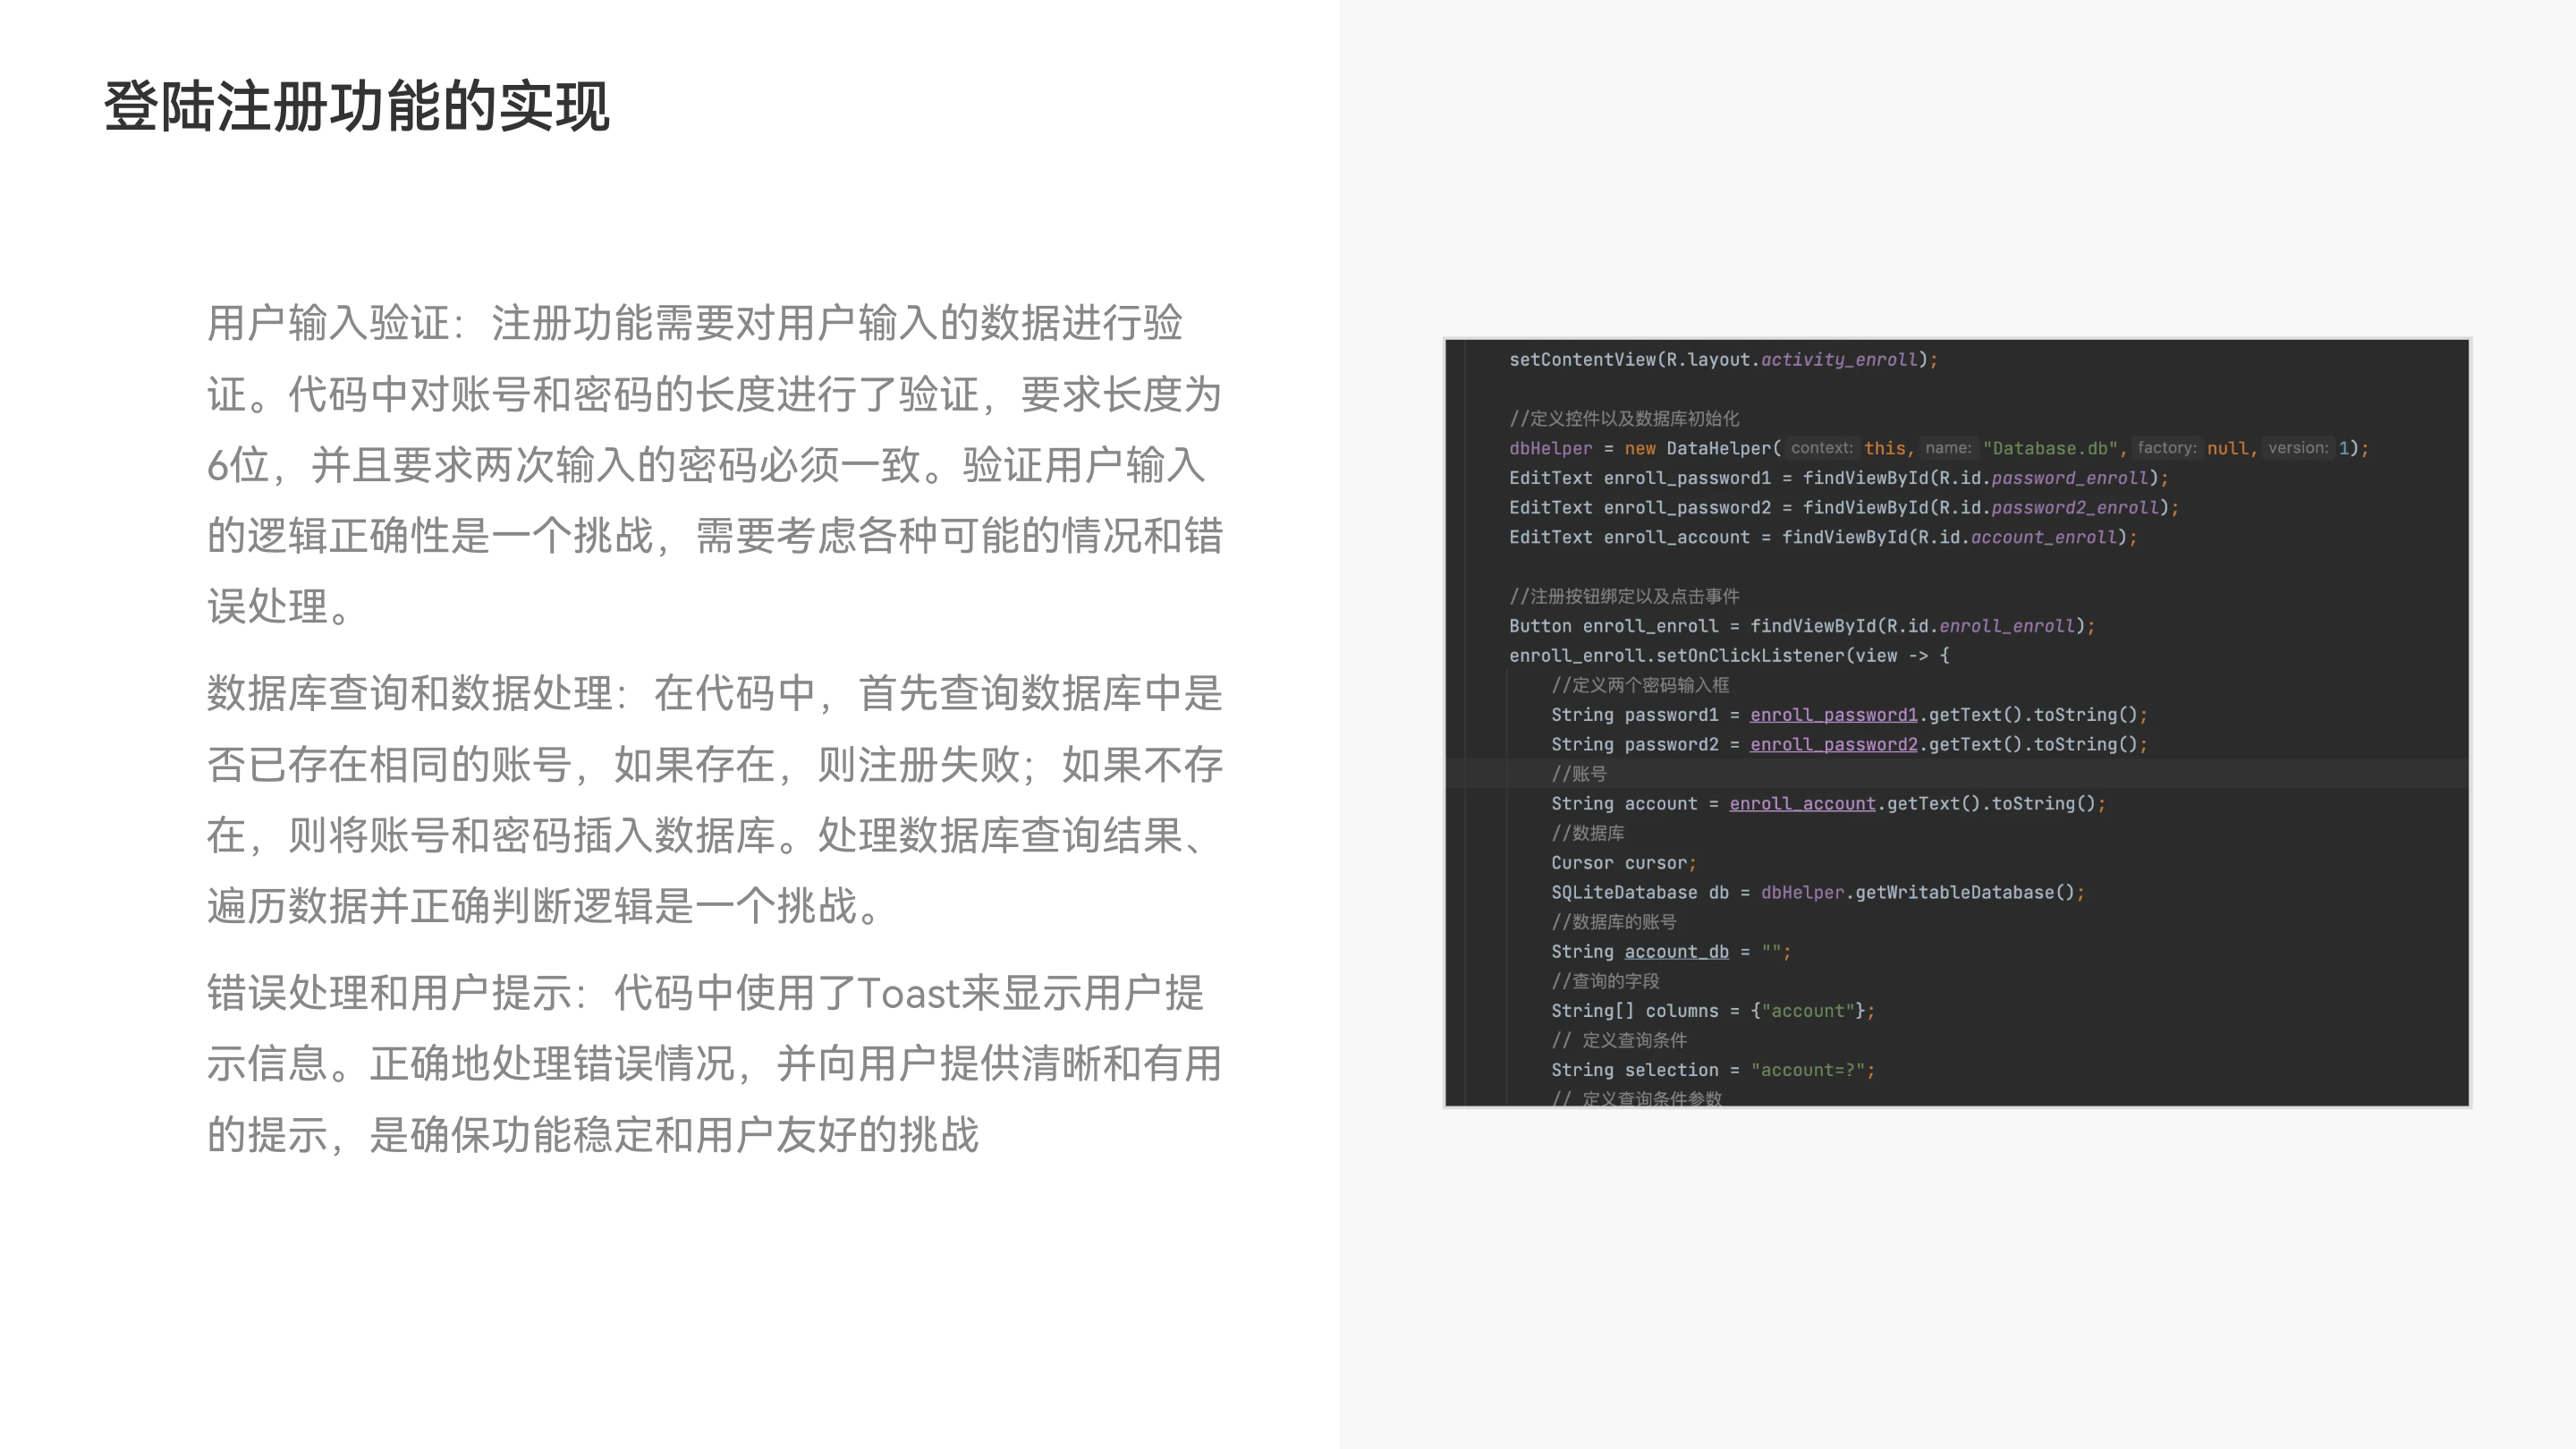 登陆注册功能的实现
用户输入验证：注册功能需要对用户输入的数据进行验
证。代码中对账号和密码的长度进行了验证，要求长度为
6位，并且要求两次输入的密码必须一致。验证用户输入
的逻辑正确性是一个挑战，需要考虑各种可能的情况和错
误处理。
数据库查询和数据处理：在代码中，首先查询数据库中是
否已存在相同的账号，如果存在，则注册失败；如果不存
在，则将账号和密码插入数据库。处理数据库查询结果、
遍历数据并正确判断逻辑是一个挑战。
错误处理和用户提示：代码中使用了Toast来显示用户提
示信息。正确地处理错误情况，并向用户提供清晰和有用
的提示，是确保功能稳定和用户友好的挑战
setContentView(R.layout.activity_enroll);
//定义控件以及数据库初始化
dbHelper = new DataHelper( context: this, name: "Database.db", factory: null, version: 1);
EditText enroll_password1 = findViewById(R.id.password_enroll);
EditText enroll_password2 = findViewById(R.id.password2_enroll);
EditText enroll_account = findViewById(R.id.account_enroll);
//注册按钮绑定以及点击事件
Button enroll_enroll = findViewById(R.id.enroll_enroll);
enroll_enroll.setOnClickListener(view -> {
//定义两个密码输入框
String password1 = enroll_password1.getText().toString();
String password2 = enroll_password2.getText().toString();
//账号
String account = enroll_account.getText().toString();
//数据库
Cursor cursor;
SQLiteDatabase db = dbHelper.getWritableDatabase();
//数据库的账号
String account_db = "";
//查询的字段
String[] columns = {"account"};
// 定义查询条件
String selection = "account=?";
// 定义查询条件参数